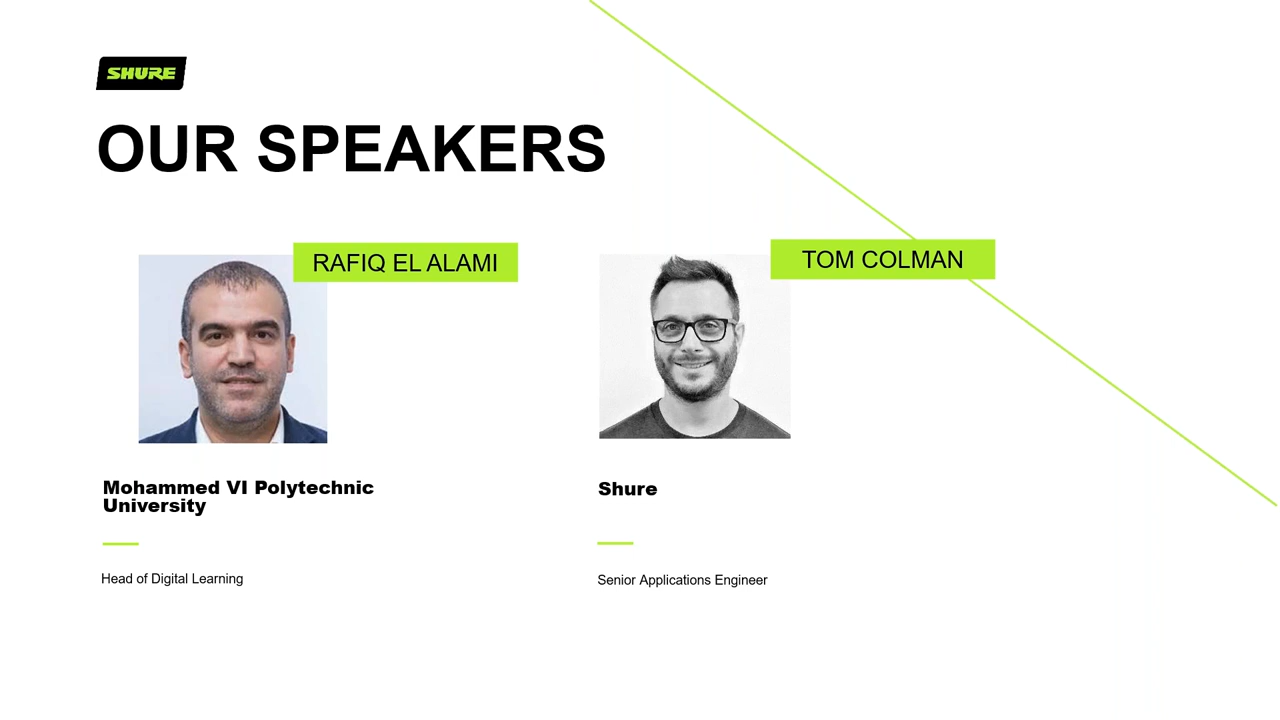 SHURE
OUR SPEAKERS
RAFIQ EL ALAMI
Mohammed VI Polytechnic
University
Head of Digital Learning
TOM COLMAN
Shure
Senior Applications Engineer